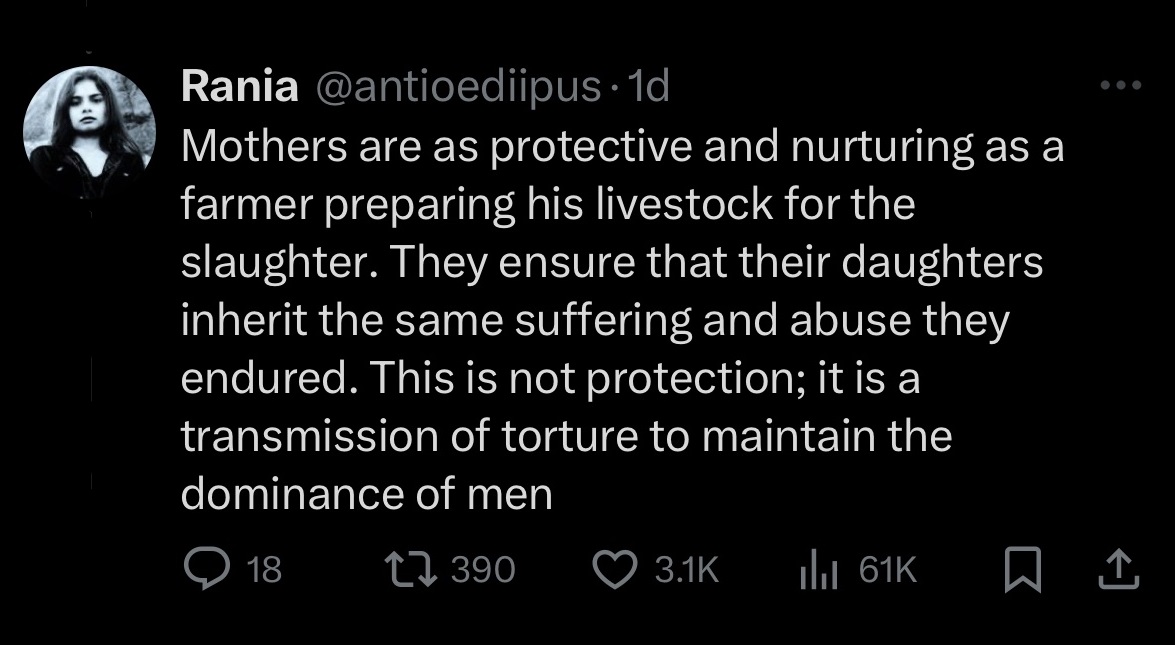 Rania @antioediipus · 1d
Mothers are as protective and nurturing as a
farmer preparing his livestock for the
slaughter. They ensure that their daughters
inherit the same suffering and abuse they
endured. This is not protection; it is a
transmission of torture to maintain the
dominance of men
18 390 3.1K 61K